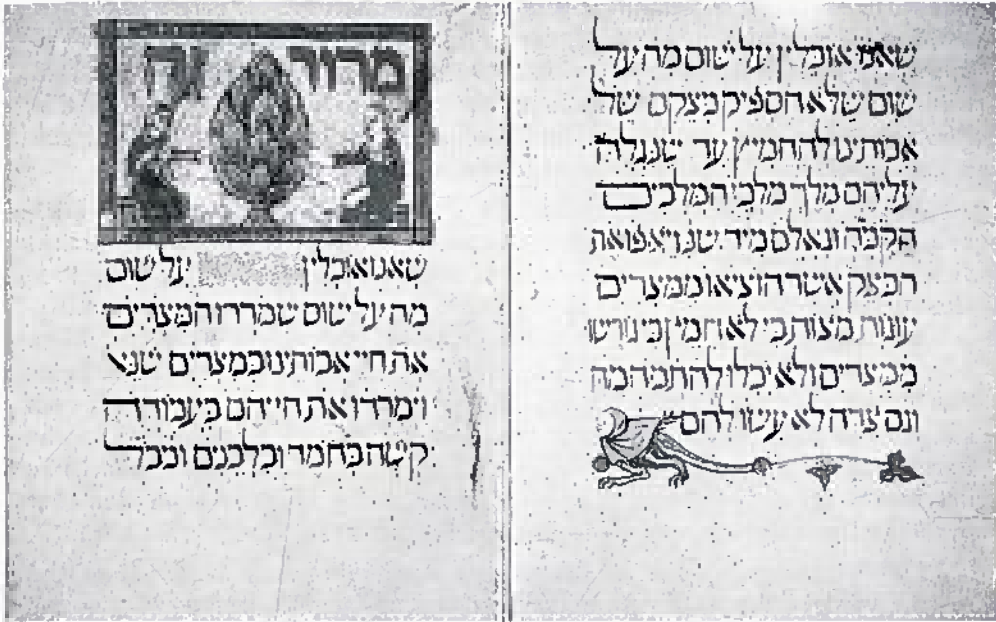 שאנו אוכלין על שום מה על
שום שלא הספיק בצקם של
אבותינו להחמיץ עד שנגלה
עליהם מלך מלכי המלכים
הקב״ה וגאלם מיד שנ׳ ויאפו את
הבצק אשר הוציאו ממצרים
עוגות מצות כי לא חמץ כי גורשו
ממצרים ולא יכלו להתמהמה
וגם צדה לא עשו להם
מרור זה
שאנו אוכלין על שום
מה על שום שמררו המצרים
את חיי אבותינו במצרים שנא
וימררו את חייהם בעבודה
קשה בחמר ובלבנים ובכל